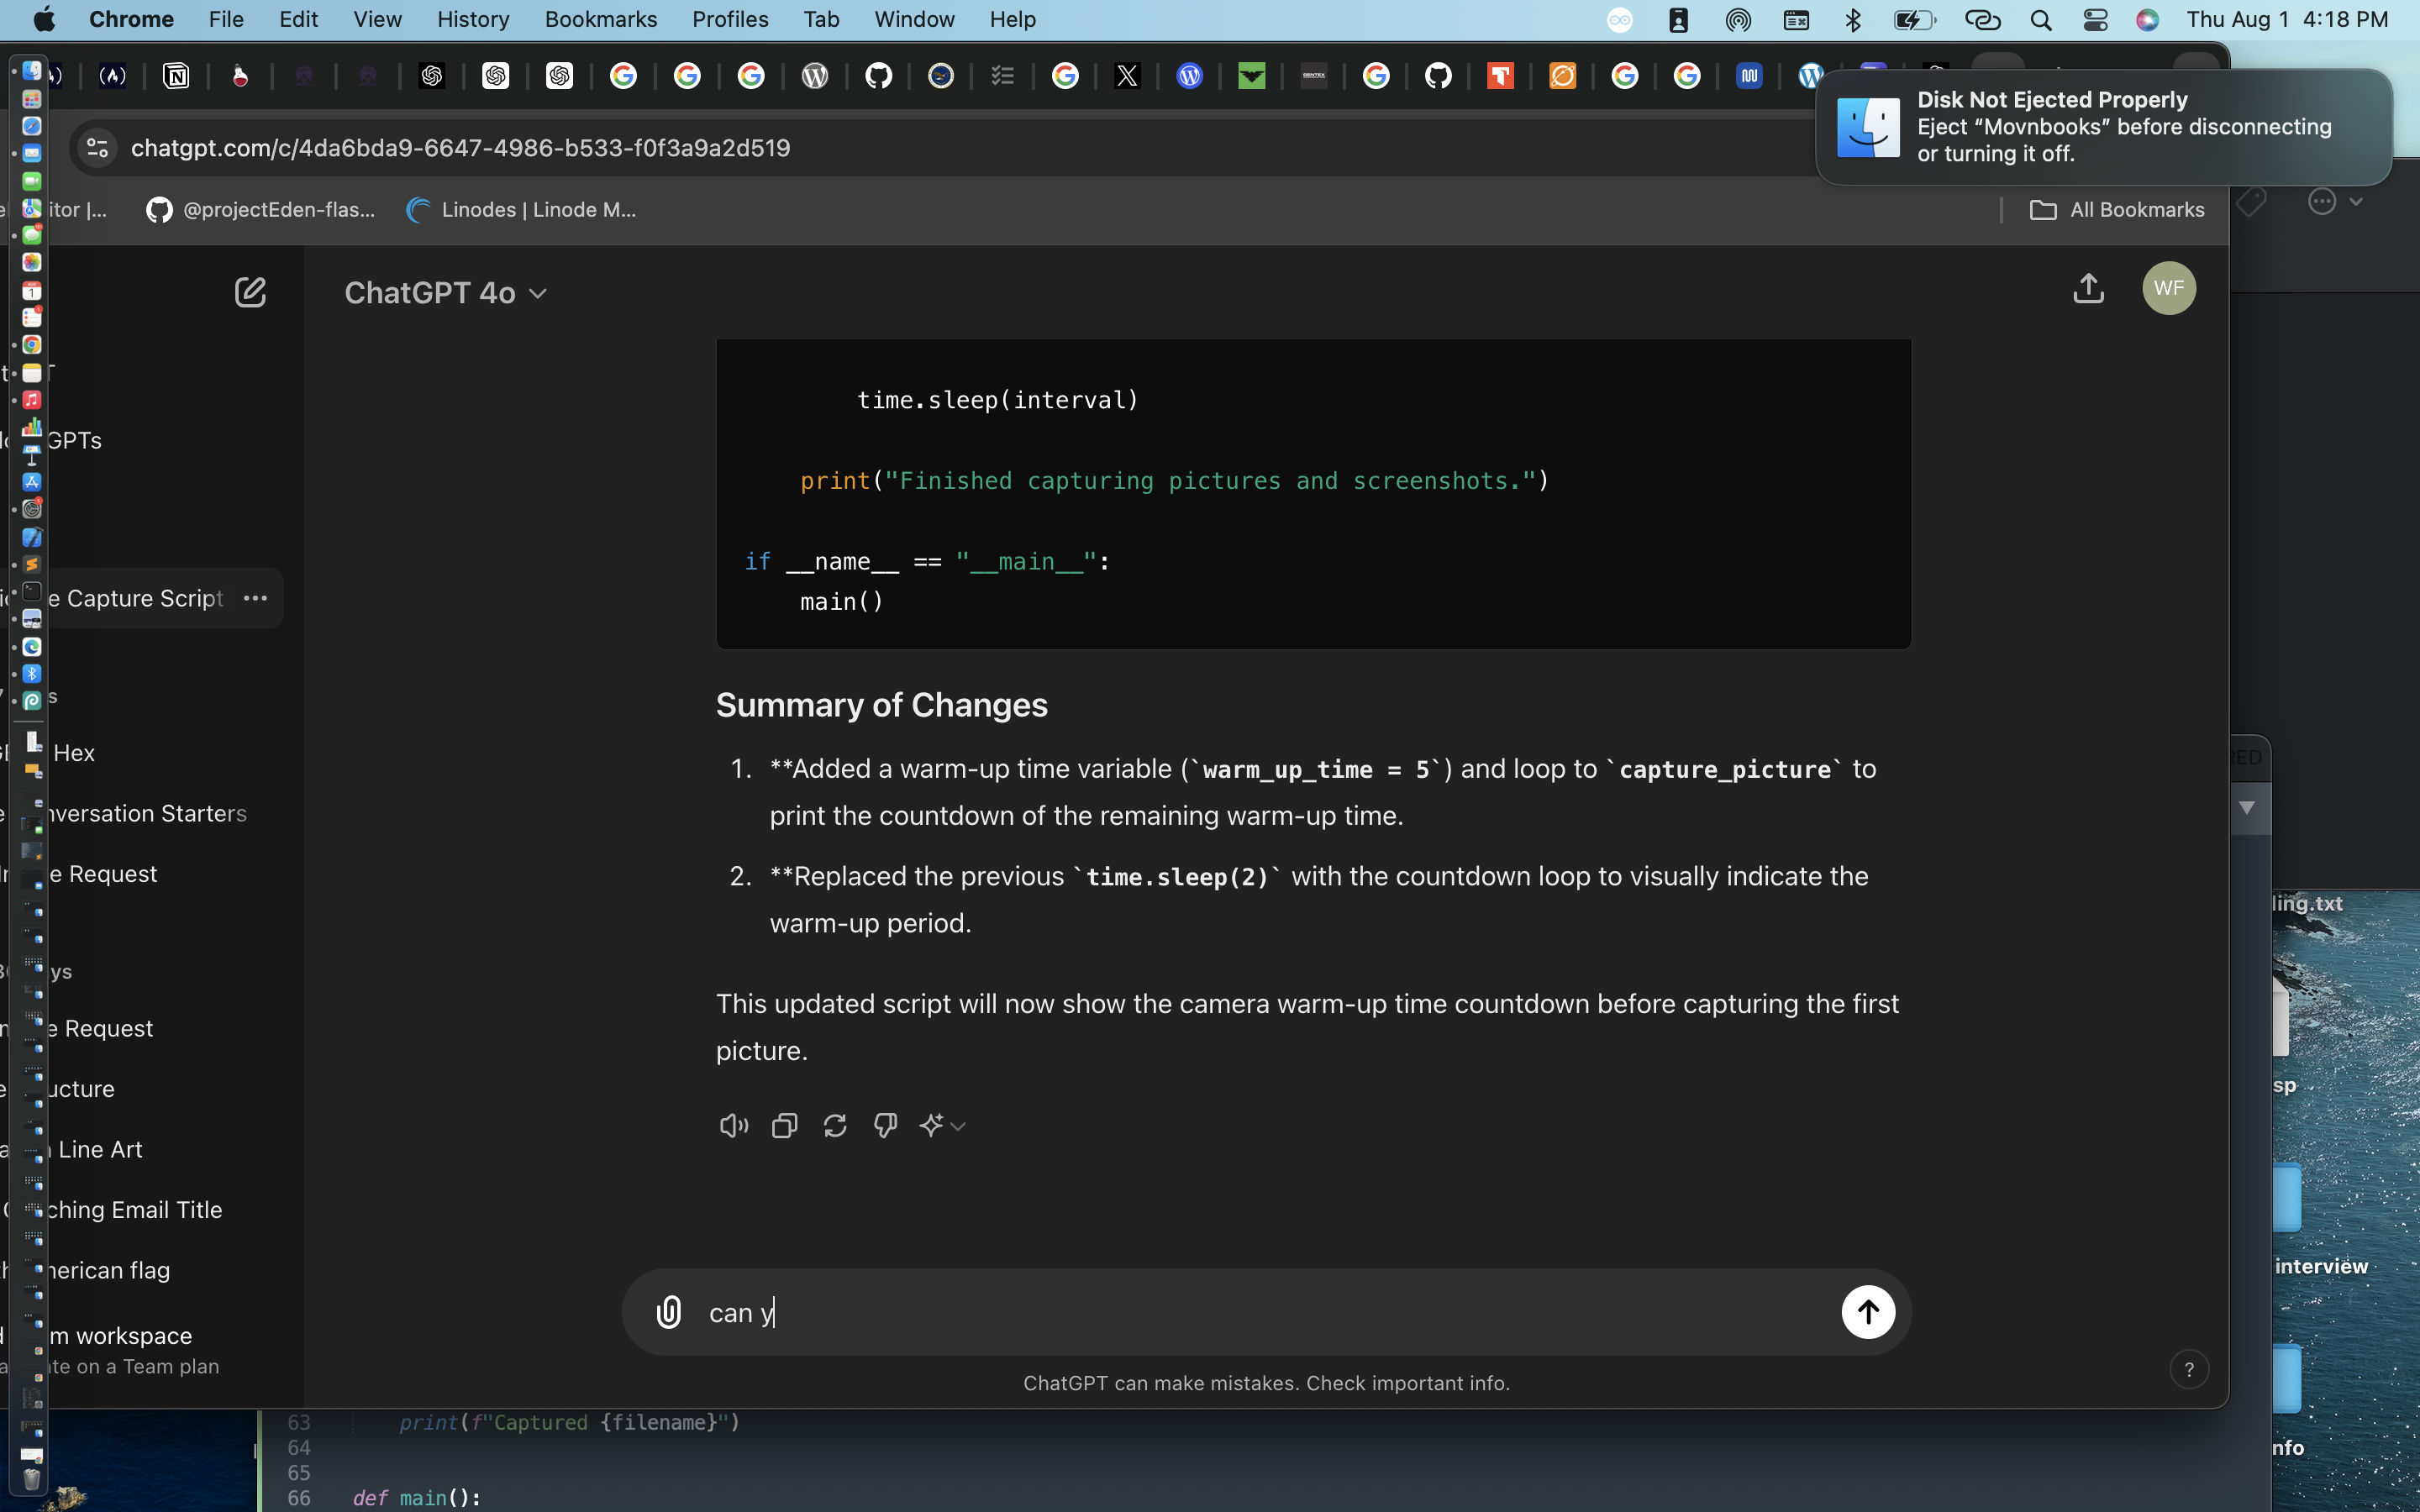 Chrome File Edit View History Bookmarks Profiles Tab Window Help
Thu Aug 1 4:18 PM
Disk Not Ejected Properly
Eject “Movnbooks” before disconnecting
or turning it off.
chatgpt.com/c/4da6bda9-6647-4986-b533-f0f3a9a2d519
itor |...
@projectEden-flas...
Linodes | Linode M...
All Bookmarks
ChatGPT 4o
WF
GPTs
e Capture Script
Hex
nversation Starters
e Request
ys
e Request
ucture
Line Art
ching Email Title
merican flag
m workspace
te on a Team plan
time.sleep(interval)
print("Finished capturing pictures and screenshots.")
if __name__ == "__main__":
main()
Summary of Changes
1. **Added a warm-up time variable (`warm_up_time = 5`) and loop to `capture_picture` to
print the countdown of the remaining warm-up time.
2. **Replaced the previous `time.sleep(2)` with the countdown loop to visually indicate the
warm-up period.
This updated script will now show the camera warm-up time countdown before capturing the first
picture.
can y
ChatGPT can make mistakes. Check important info.
?
RED
ling.txt
sp
interview
nfo
63 print(f"Captured {filename}")
64
65
66 def main():